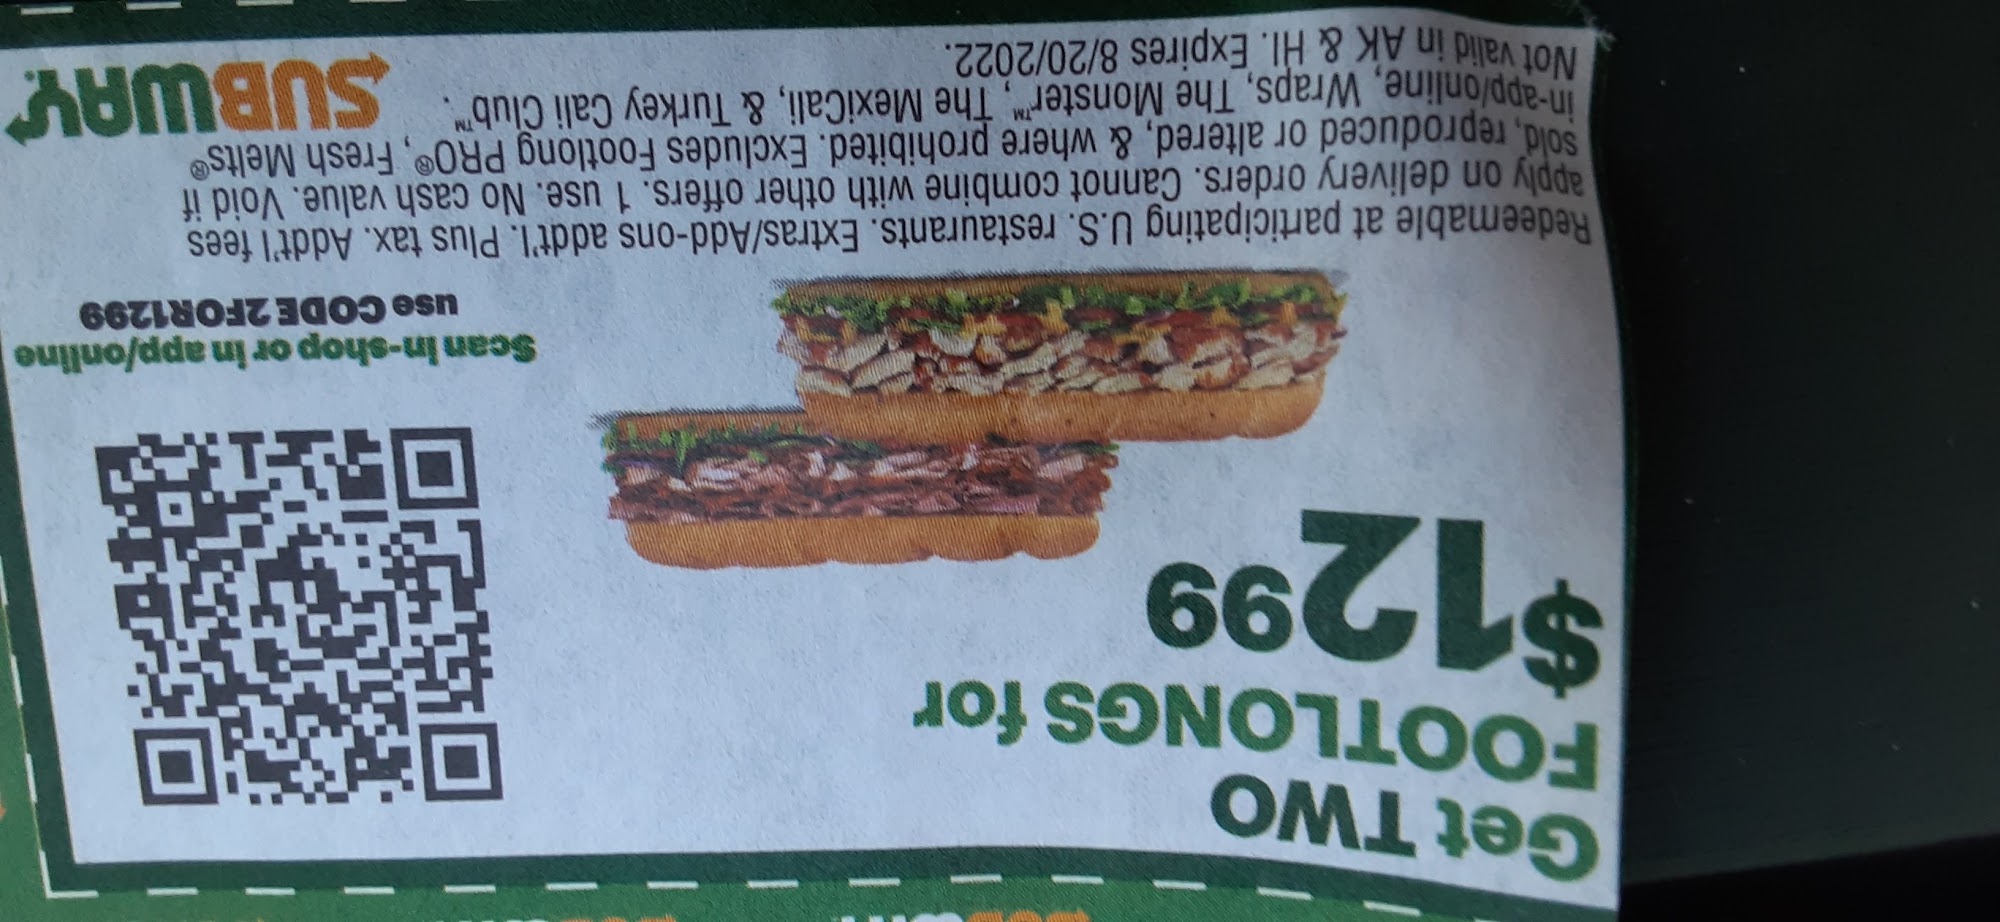 Get TWO
FOOTLONGS for
$12.99
Scan in-shop or in app/online
use CODE 2FOR1299
Redeemable at participating U.S. restaurants. Extras/Add-ons addt'l. Plus tax. Addt'l fees
apply on delivery orders. Cannot combine with other offers. 1 use. No cash value. Void if
sold, reproduced or altered, & where prohibited. Excludes Footlong PRO®, Fresh Melts®
in-app/online, Wraps, The Monster™, The MexiCali, & Turkey Cali Club™.
Not valid in AK & HI. Expires 8/20/2022.
SUBWAY